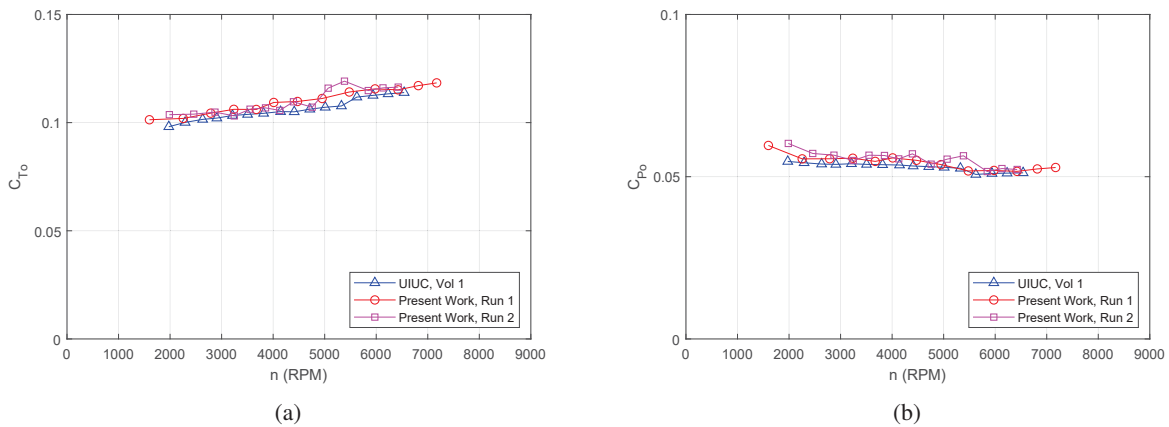 0.15
0.1
0.05
0
C_To
0 1000 2000 3000 4000 5000 6000 7000 8000 9000
n (RPM)
UIUC, Vol 1
Present Work, Run 1
Present Work, Run 2
(a)
0.1
0.05
0
C_Po
0 1000 2000 3000 4000 5000 6000 7000 8000 9000
n (RPM)
UIUC, Vol 1
Present Work, Run 1
Present Work, Run 2
(b)